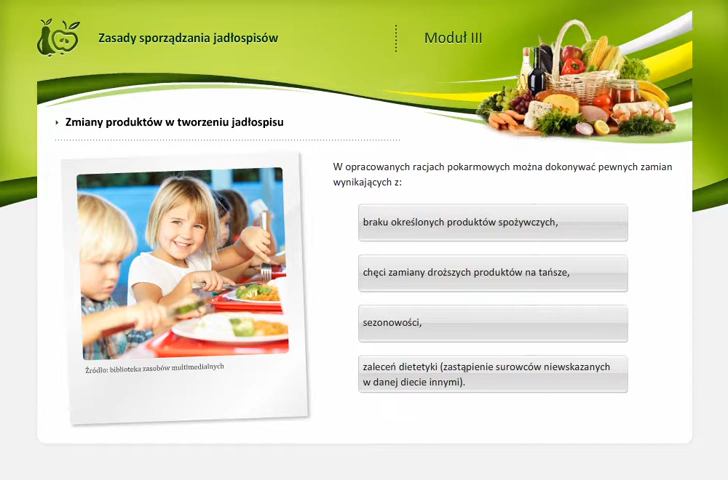 Zasady sporządzania jadłospisów
Moduł III
Zmiany produktów w tworzeniu jadłospisu
W opracowanych racjach pokarmowych można dokonywać pewnych zamian
wynikających z:
braku określonych produktów spożywczych,
chęci zamiany droższych produktów na tańsze,
sezonowości,
zaleceń dietetyki (zastąpienie surowców niewskazanych
w danej diecie innymi).
Źródło: biblioteka zasobów multimedialnych